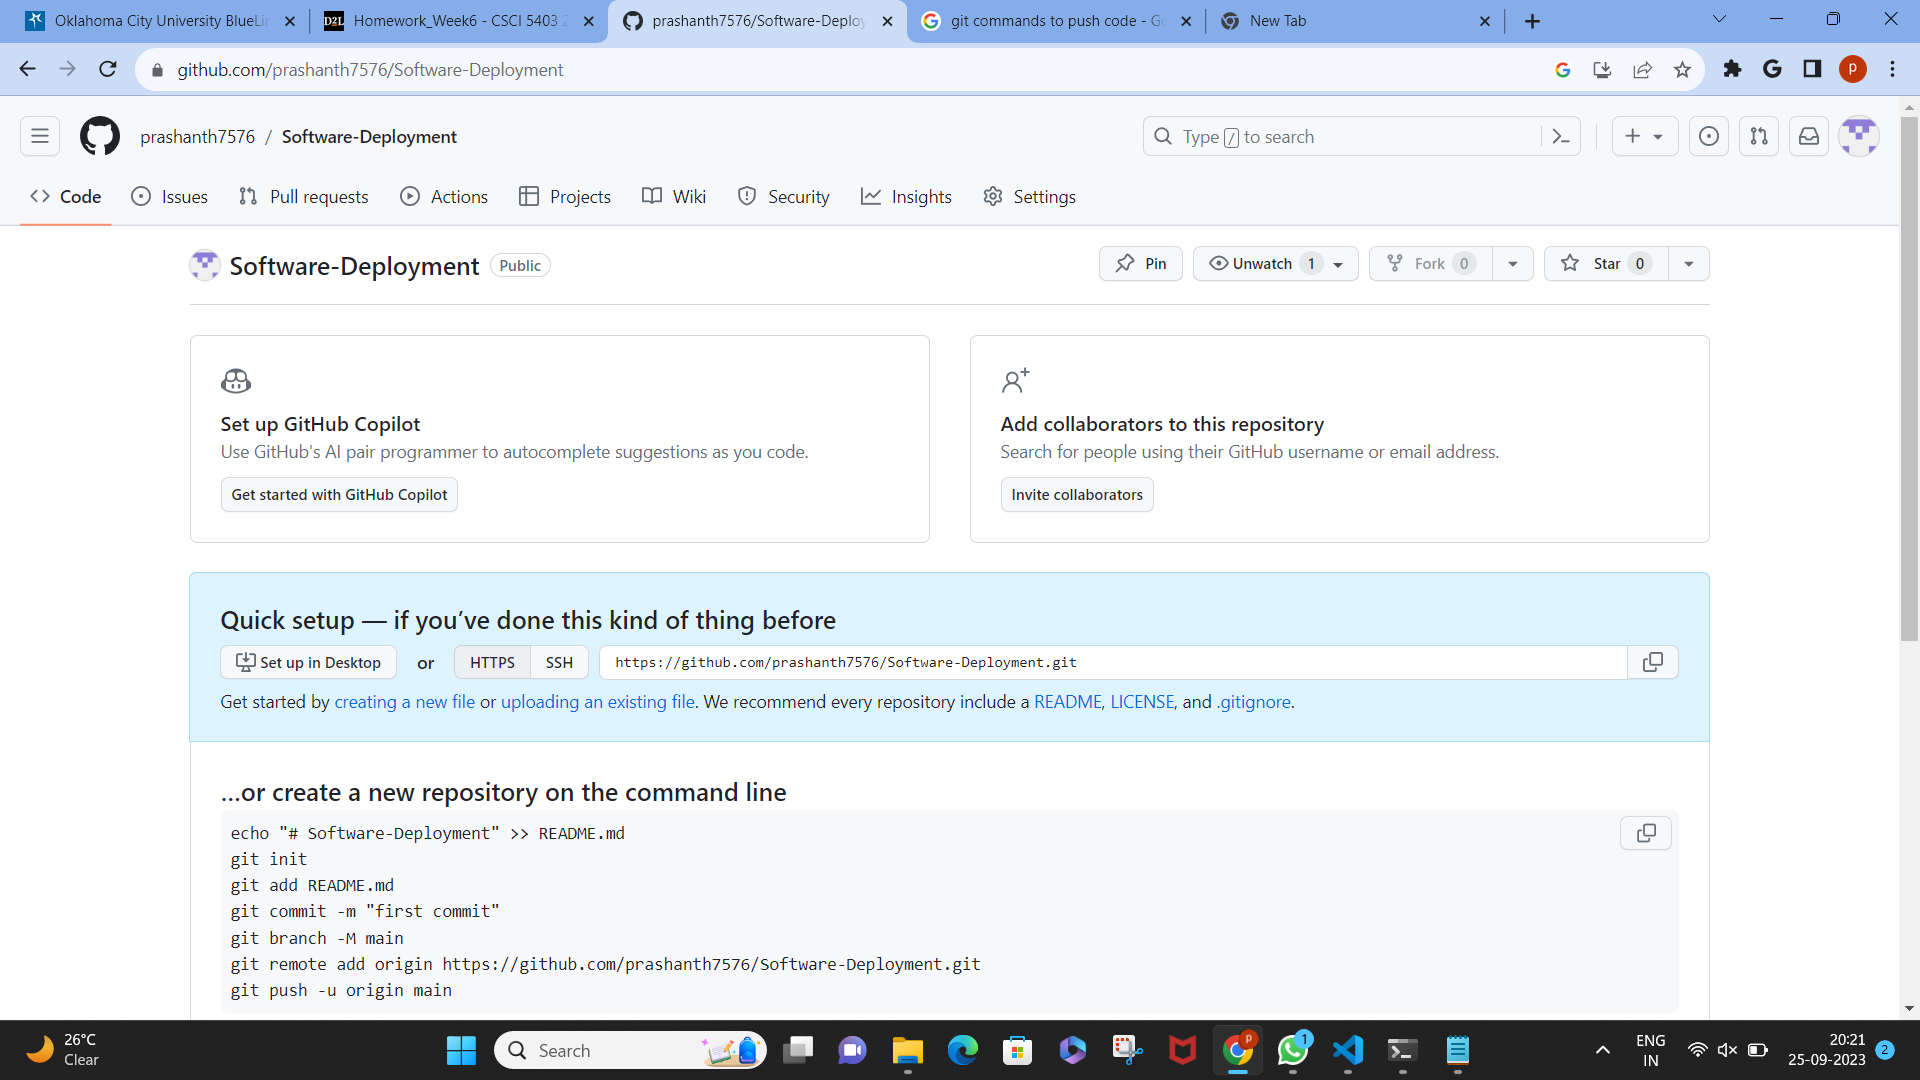 Oklahoma City University BlueLin
Homework_Week6 - CSCI 5403 2
prashanth7576/Software-Deploy
git commands to push code - Go
New Tab
github.com/prashanth7576/Software-Deployment
p
prashanth7576 / Software-Deployment
Type / to search
Code
Issues
Pull requests
Actions
Projects
Wiki
Security
Insights
Settings
Software-Deployment Public
Pin
Unwatch 1
Fork 0
Star 0
Set up GitHub Copilot
Use GitHub's AI pair programmer to autocomplete suggestions as you code.
Get started with GitHub Copilot
Add collaborators to this repository
Search for people using their GitHub username or email address.
Invite collaborators
Quick setup — if you’ve done this kind of thing before
Set up in Desktop or HTTPS SSH https://github.com/prashanth7576/Software-Deployment.git
Get started by creating a new file or uploading an existing file. We recommend every repository include a README, LICENSE, and .gitignore.
…or create a new repository on the command line
echo "# Software-Deployment" >> README.md
git init
git add README.md
git commit -m "first commit"
git branch -M main
git remote add origin https://github.com/prashanth7576/Software-Deployment.git
git push -u origin main
26°C
Clear
Search
P
1
ENG
IN
20:21
25-09-2023
2